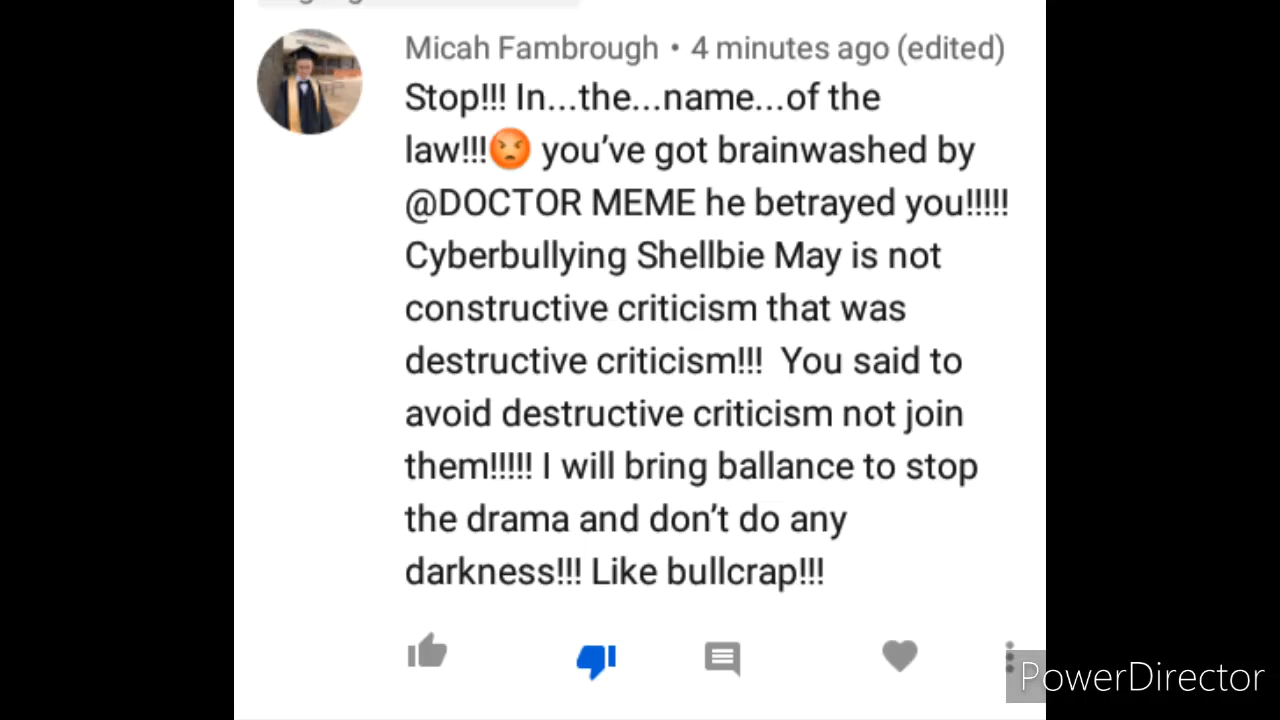 Micah Fambrough • 4 minutes ago (edited)
Stop!!! In...the...name...of the
law!!!😡 you’ve got brainwashed by
@DOCTOR MEME he betrayed you!!!!!
Cyberbullying Shellbie May is not
constructive criticism that was
destructive criticism!!!  You said to
avoid destructive criticism not join
them!!!!! I will bring ballance to stop
the drama and don’t do any
darkness!!! Like bullcrap!!!
PowerDirector